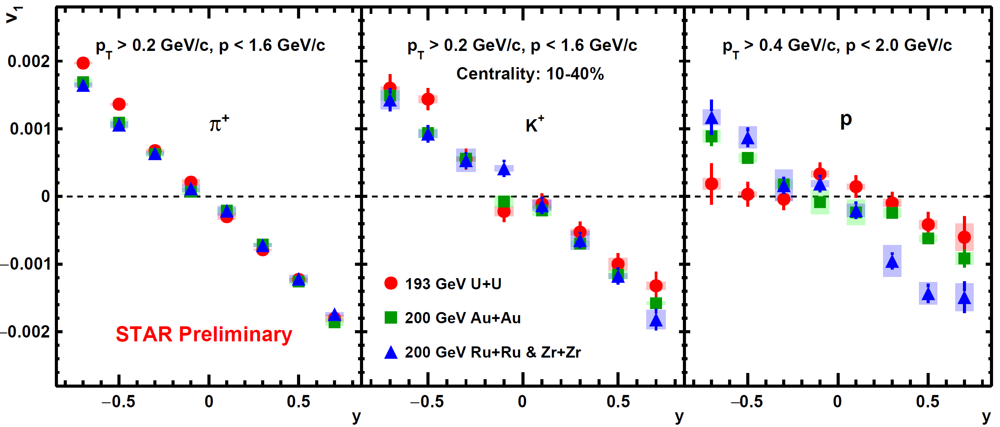 v₁
p_T > 0.2 GeV/c, p < 1.6 GeV/c
p_T > 0.2 GeV/c, p < 1.6 GeV/c
p_T > 0.4 GeV/c, p < 2.0 GeV/c
Centrality: 10-40%
π⁺
K⁺
p
0.002
0.001
0
−0.001
−0.002
193 GeV U+U
200 GeV Au+Au
200 GeV Ru+Ru & Zr+Zr
STAR Preliminary
−0.5 0 0.5
−0.5 0 0.5
−0.5 0 0.5
y
y
y